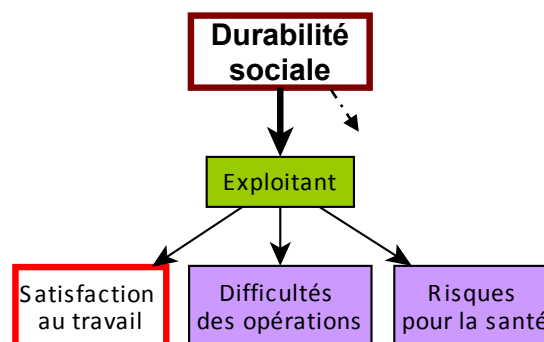 Durabilité
sociale
Exploitant
Satisfaction
au travail
Difficultés
des opérations
Risques
pour la santé